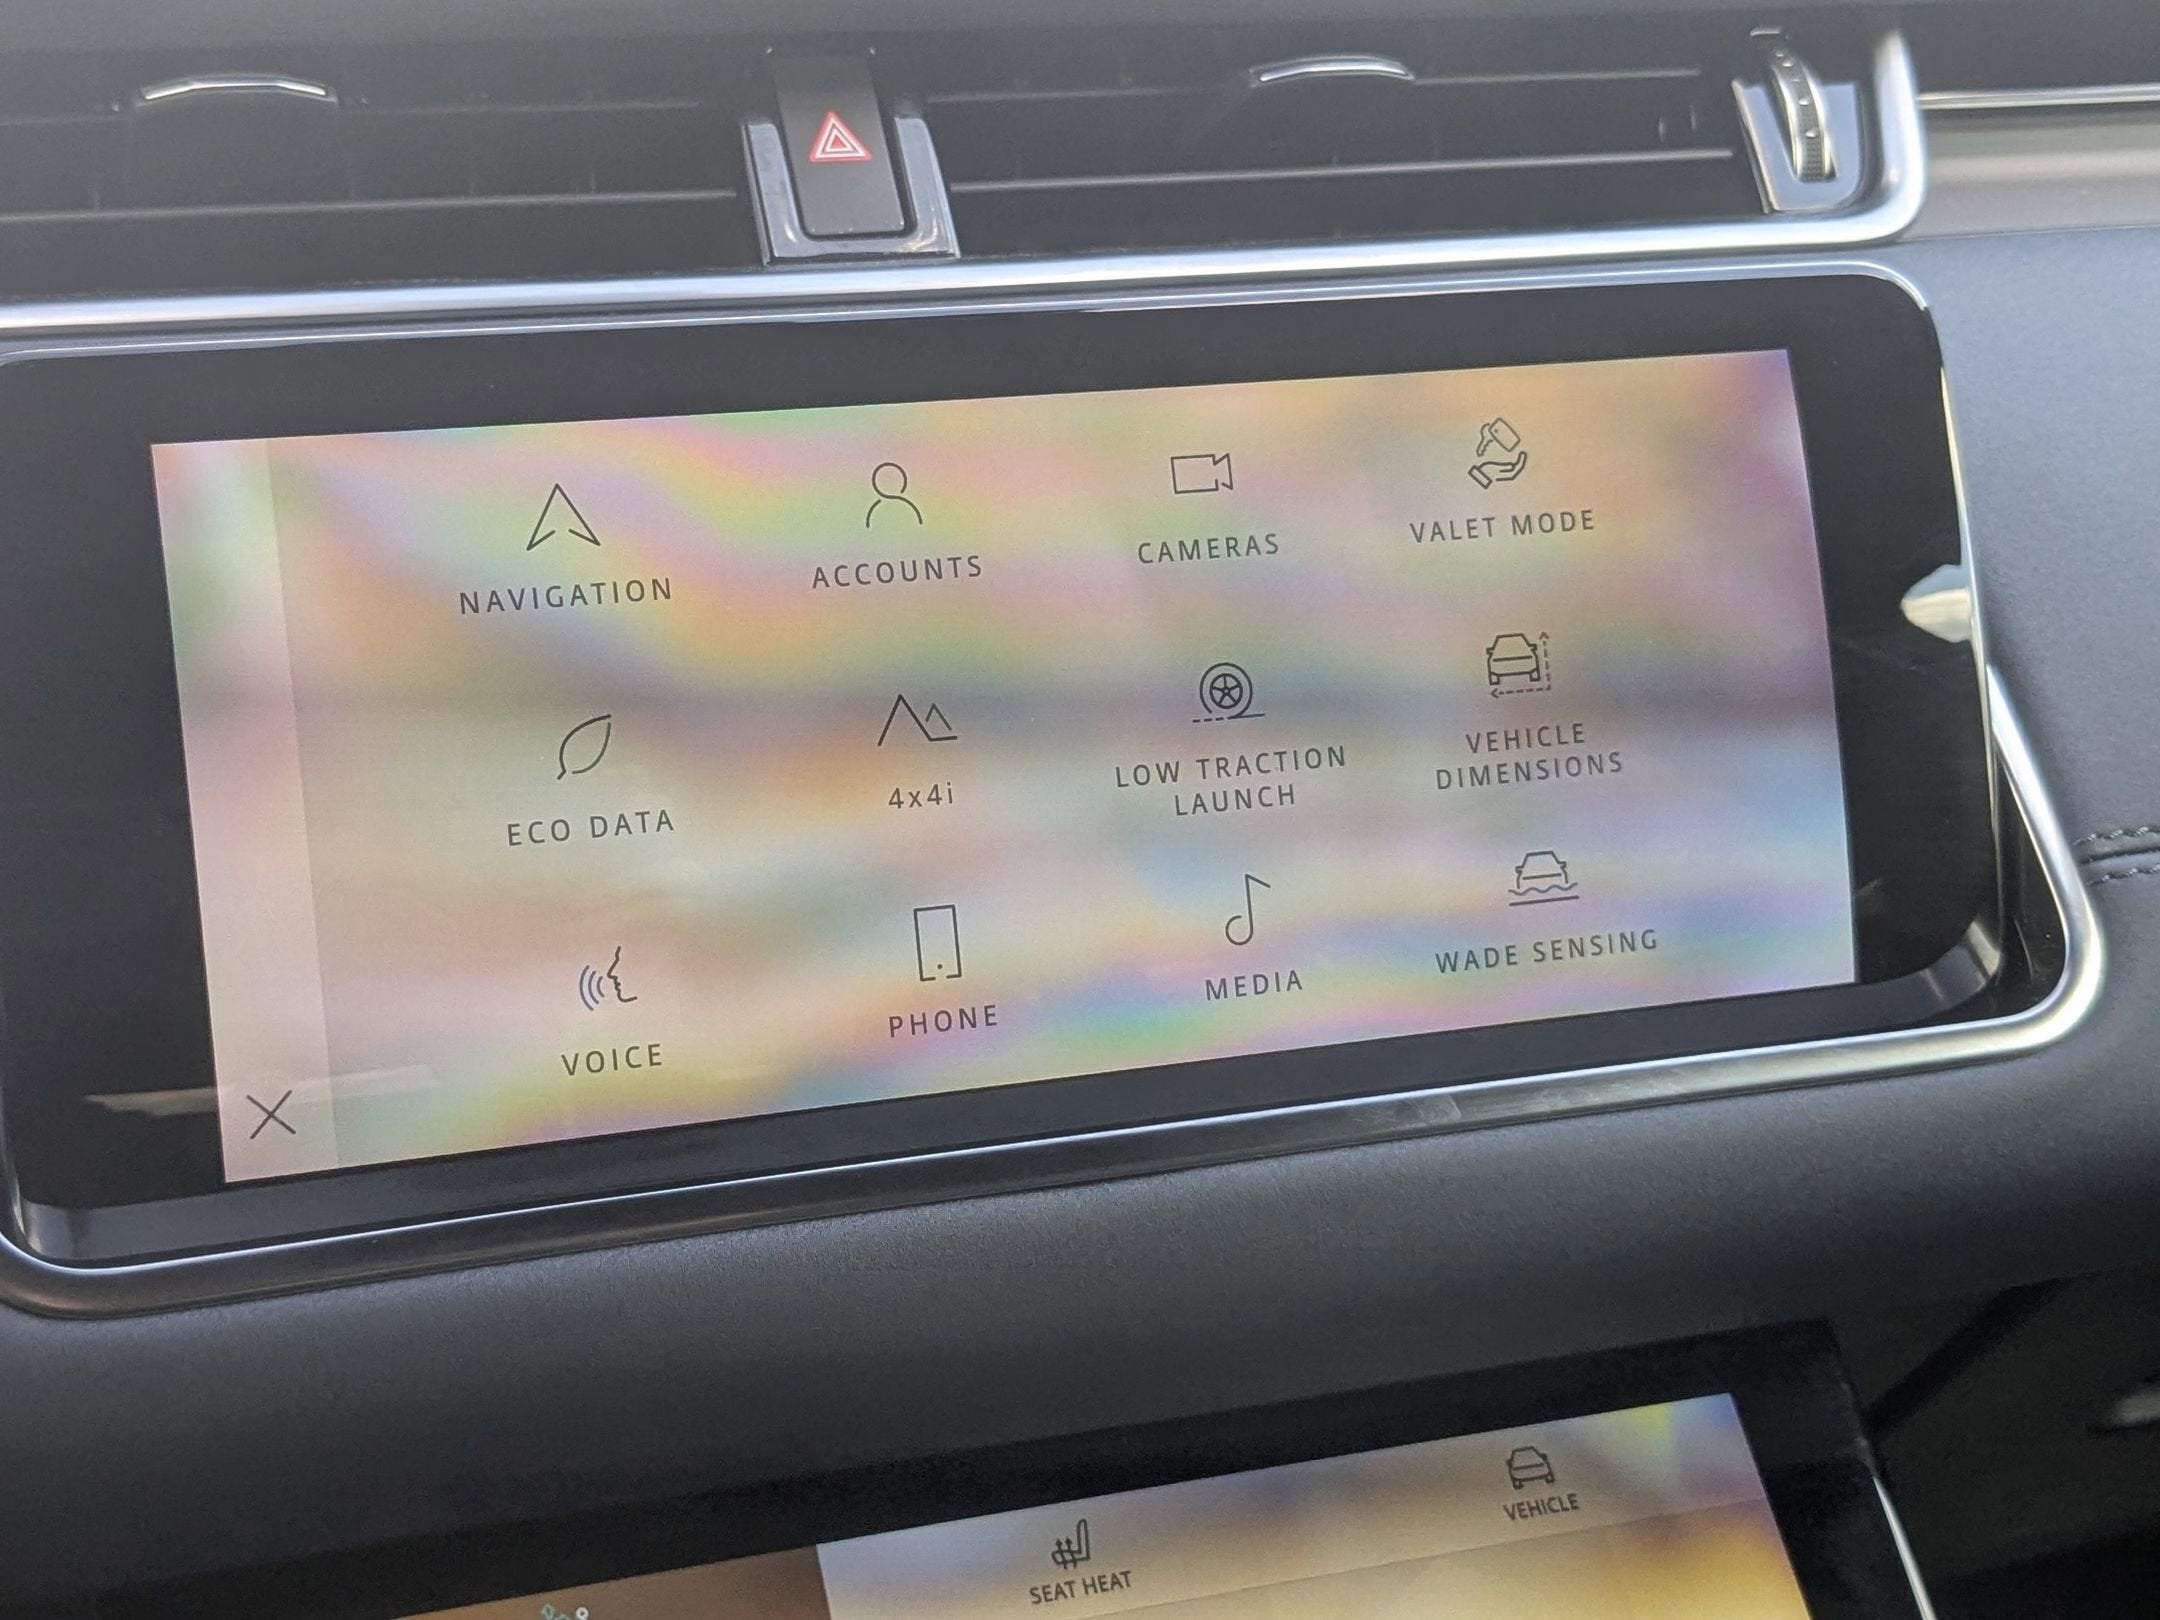 NAVIGATION
ACCOUNTS
CAMERAS
VALET MODE
ECO DATA
4x4i
LOW TRACTION
LAUNCH
VEHICLE
DIMENSIONS
VOICE
PHONE
MEDIA
WADE SENSING
SEAT HEAT
VEHICLE